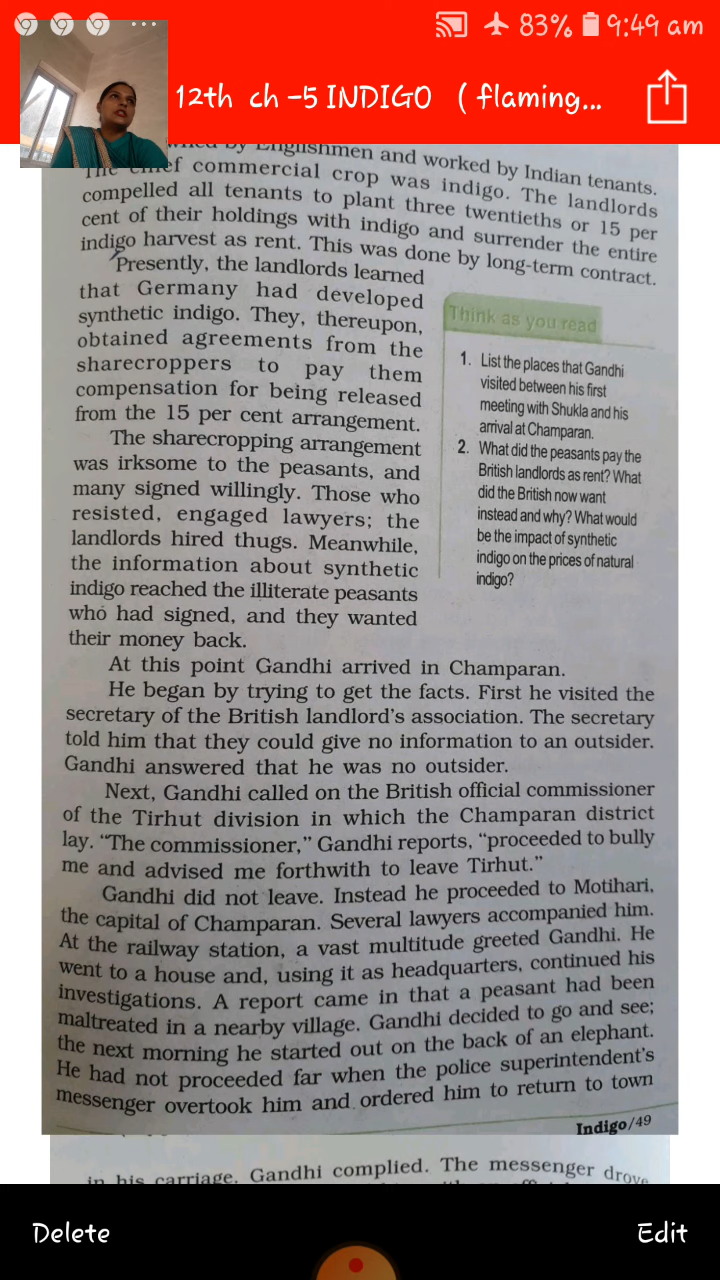 83% 9:49 am
12th ch -5 INDIGO ( flaming...
by Englishmen and worked by Indian tenants.
The chief commercial crop was indigo. The landlords
compelled all tenants to plant three twentieths or 15 per
cent of their holdings with indigo and surrender the entire
indigo harvest as rent. This was done by long-term contract.
Presently, the landlords learned
that Germany had developed
synthetic indigo. They, thereupon,
obtained agreements from the
sharecroppers to pay them
compensation for being released
from the 15 per cent arrangement.
The sharecropping arrangement
was irksome to the peasants, and
many signed willingly. Those who
resisted, engaged lawyers; the
landlords hired thugs. Meanwhile,
the information about synthetic
indigo reached the illiterate peasants
who had signed, and they wanted
their money back.
Think as you read
1. List the places that Gandhi
visited between his first
meeting with Shukla and his
arrival at Champaran.
2. What did the peasants pay the
British landlords as rent? What
did the British now want
instead and why? What would
be the impact of synthetic
indigo on the prices of natural
indigo?
At this point Gandhi arrived in Champaran.
He began by trying to get the facts. First he visited the
secretary of the British landlord's association. The secretary
told him that they could give no information to an outsider.
Gandhi answered that he was no outsider.
Next, Gandhi called on the British official commissioner
of the Tirhut division in which the Champaran district
lay. "The commissioner," Gandhi reports, "proceeded to bully
me and advised me forthwith to leave Tirhut."
Gandhi did not leave. Instead he proceeded to Motihari,
the capital of Champaran. Several lawyers accompanied him.
At the railway station, a vast multitude greeted Gandhi. He
went to a house and, using it as headquarters, continued his
investigations. A report came in that a peasant had been
maltreated in a nearby village. Gandhi decided to go and see;
the next morning he started out on the back of an elephant.
He had not proceeded far when the police superintendent's
messenger overtook him and ordered him to return to town
Indigo/49
in his carriage. Gandhi complied. The messenger drove
Delete
Edit